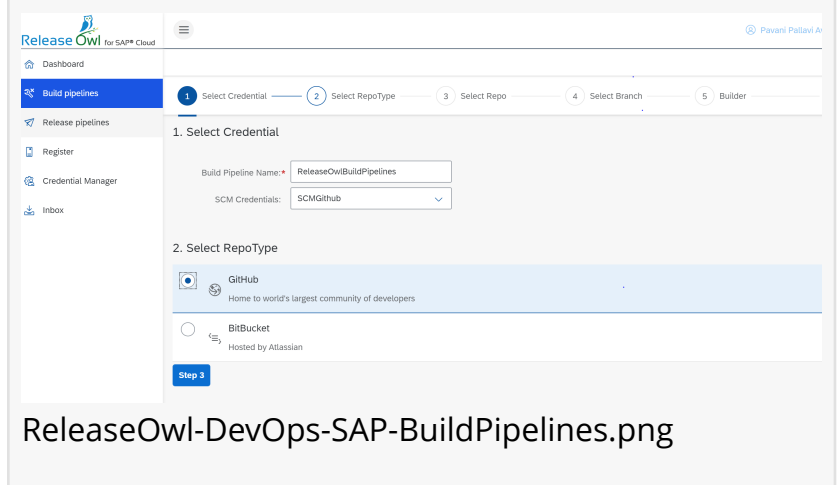 Release Owl for SAP® Cloud
Pavani Pallavi
Dashboard
Build pipelines
Release pipelines
Register
Credential Manager
Inbox
1 Select Credential 2 Select RepoType 3 Select Repo 4 Select Branch 5 Builder
1. Select Credential
Build Pipeline Name:* ReleaseOwlBuildPipelines
SCM Credentials: SCMGithub
2. Select RepoType
GitHub
Home to world's largest community of developers
BitBucket
Hosted by Atlassian
Step 3
ReleaseOwl-DevOps-SAP-BuildPipelines.png